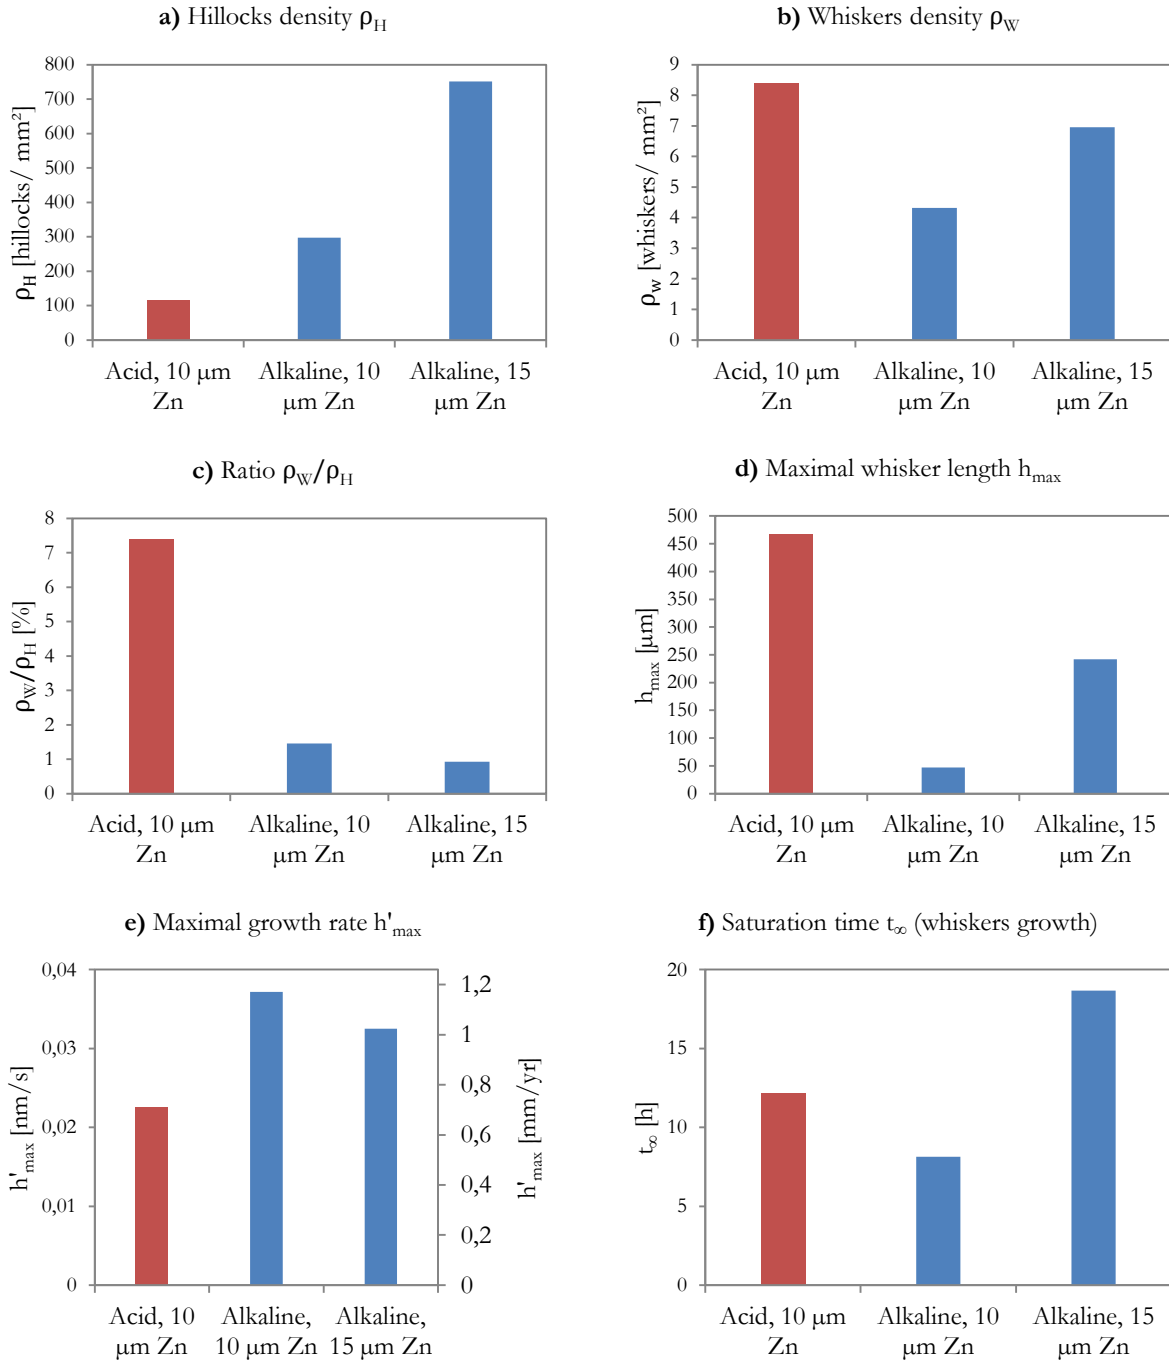 a) Hillocks density ρH
ρH [hillocks/ mm²]
800
700
600
500
400
300
200
100
0
Acid, 10 μm
Zn
Alkaline, 10
μm Zn
Alkaline, 15
μm Zn
b) Whiskers density ρW
ρw [whiskers/ mm²]
9
8
7
6
5
4
3
2
1
0
Acid, 10 μm
Zn
Alkaline, 10
μm Zn
Alkaline, 15
μm Zn
c) Ratio ρW/ρH
ρW/ρH [%]
8
7
6
5
4
3
2
1
0
Acid, 10 μm
Zn
Alkaline, 10
μm Zn
Alkaline, 15
μm Zn
d) Maximal whisker length hmax
hmax [μm]
500
450
400
350
300
250
200
150
100
50
0
Acid, 10 μm
Zn
Alkaline, 10
μm Zn
Alkaline, 15
μm Zn
e) Maximal growth rate h'max
h'max [nm/s]
0,04
0,03
0,02
0,01
0
1,2
1
0,8
0,6
0,4
0,2
0
h'max [mm/yr]
Acid, 10
μm Zn
Alkaline,
10 μm Zn
Alkaline,
15 μm Zn
f) Saturation time t∞ (whiskers growth)
t∞ [h]
20
15
10
5
0
Acid, 10 μm
Zn
Alkaline, 10
μm Zn
Alkaline, 15
μm Zn